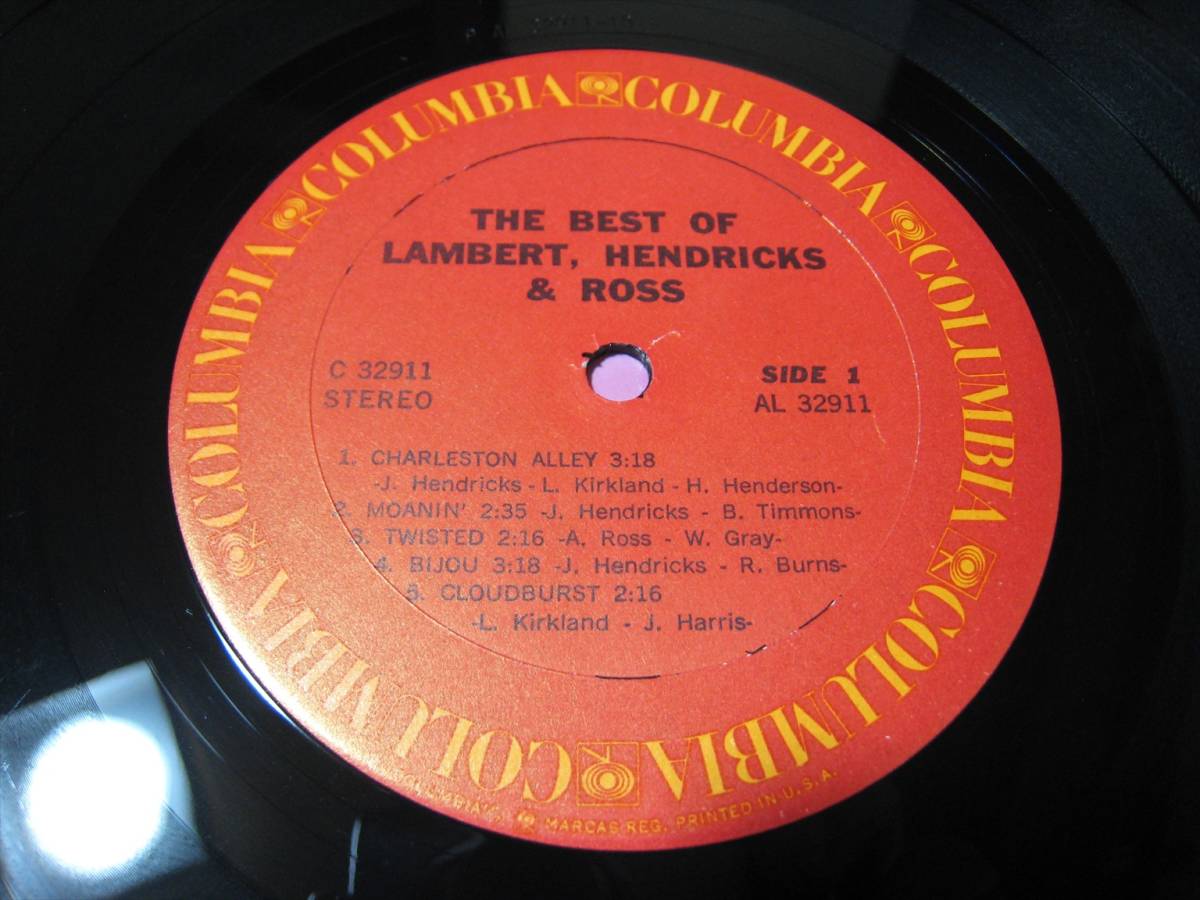 COLUMBIA COLUMBIA COLUMBIA COLUMBIA COLUMBIA COLUMBIA COLUMBIA COLUMBIA
THE BEST OF
LAMBERT, HENDRICKS
& ROSS
C 32911
STEREO
SIDE 1
AL 32911
1. CHARLESTON ALLEY 3:18
-J. Hendricks - L. Kirkland - H. Henderson-
2. MOANIN' 2:35 -J. Hendricks - B. Timmons-
3. TWISTED 2:16 -A. Ross - W. Gray-
4. BIJOU 3:18 -J. Hendricks - R. Burns-
5. CLOUDBURST 2:16
-L. Kirkland - J. Harris-
MARCAS REG. PRINTED IN U.S.A.